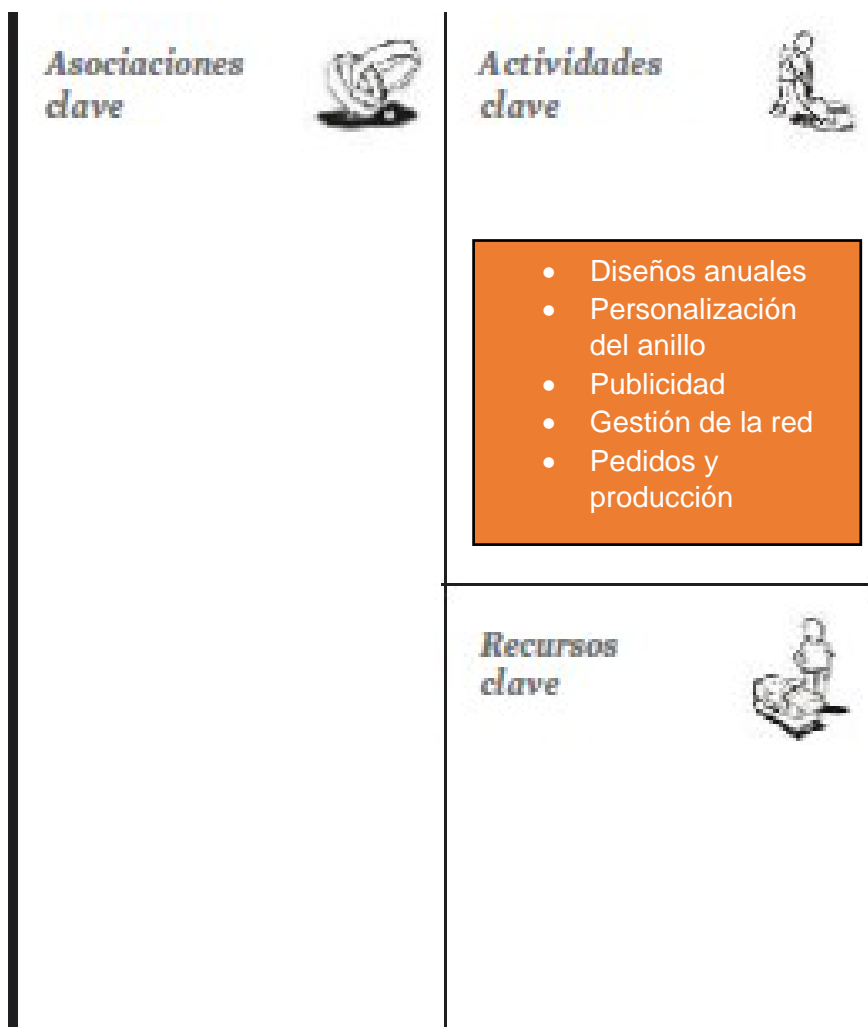 Asociaciones
clave
Actividades
clave
• Diseños anuales
• Personalización
del anillo
• Publicidad
• Gestión de la red
• Pedidos y
producción
Recursos
clave